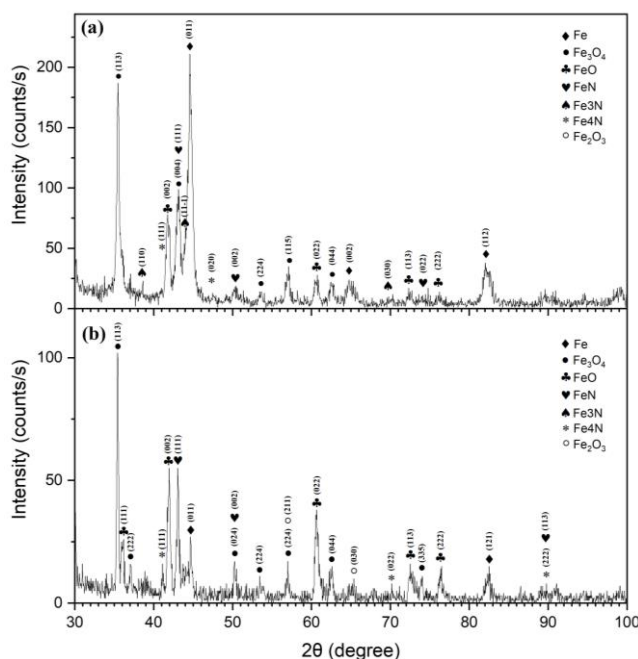 (a)
Intensity (counts/s)
200
150
100
50
0
(113)
(110)
(111)
(002)
(111)
(004)
(11-1)
(011)
(020)
(002)
(224)
(115)
(022)
(044)
(002)
(030)
(113)
(022)
(222)
(112)
♦ Fe
● Fe₃O₄
♣ FeO
♥ FeN
♠ Fe3N
* Fe4N
○ Fe₂O₃
(b)
Intensity (counts/s)
100
50
0
(113)
(111)
(222)
(111)
(002)
(111)
(011)
(002)
(024)
(224)
(211)
(224)
(022)
(044)
(030)
(022)
(113)
(335)
(222)
(121)
(113)
(222)
♦ Fe
● Fe₃O₄
♣ FeO
♥ FeN
♠ Fe3N
* Fe4N
○ Fe₂O₃
30 40 50 60 70 80 90 100
2θ (degree)